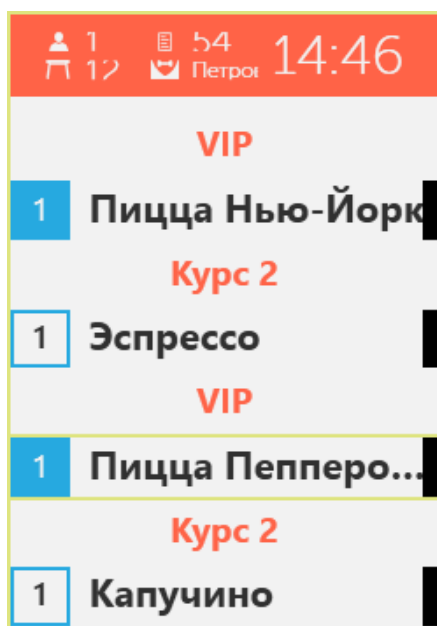 1 54 14:46
12 Петров
VIP
1 Пицца Нью-Йорк
Курс 2
1 Эспрессо
VIP
1 Пицца Пепперо...
Курс 2
1 Капучино